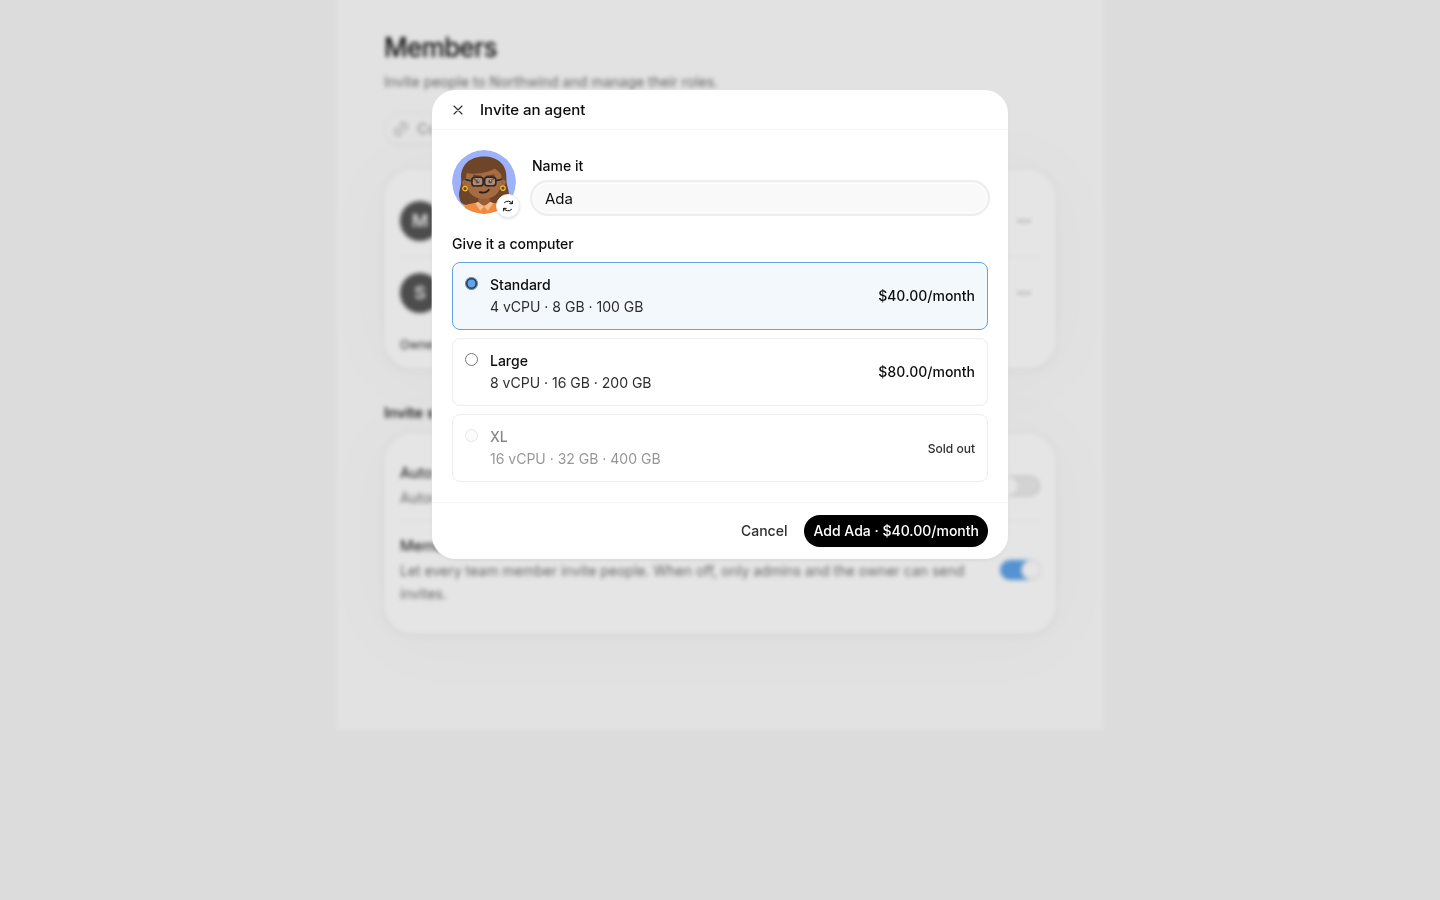 Members
Invite people to Northwind and manage their roles.
Invite an agent
Name it
Ada
Give it a computer
Standard
4 vCPU · 8 GB · 100 GB
$40.00/month
Large
8 vCPU · 16 GB · 200 GB
$80.00/month
XL
16 vCPU · 32 GB · 400 GB
Sold out
Cancel
Add Ada · $40.00/month
M
S
Invite
Let every team member invite people. When off, only admins and the owner can send
invites.